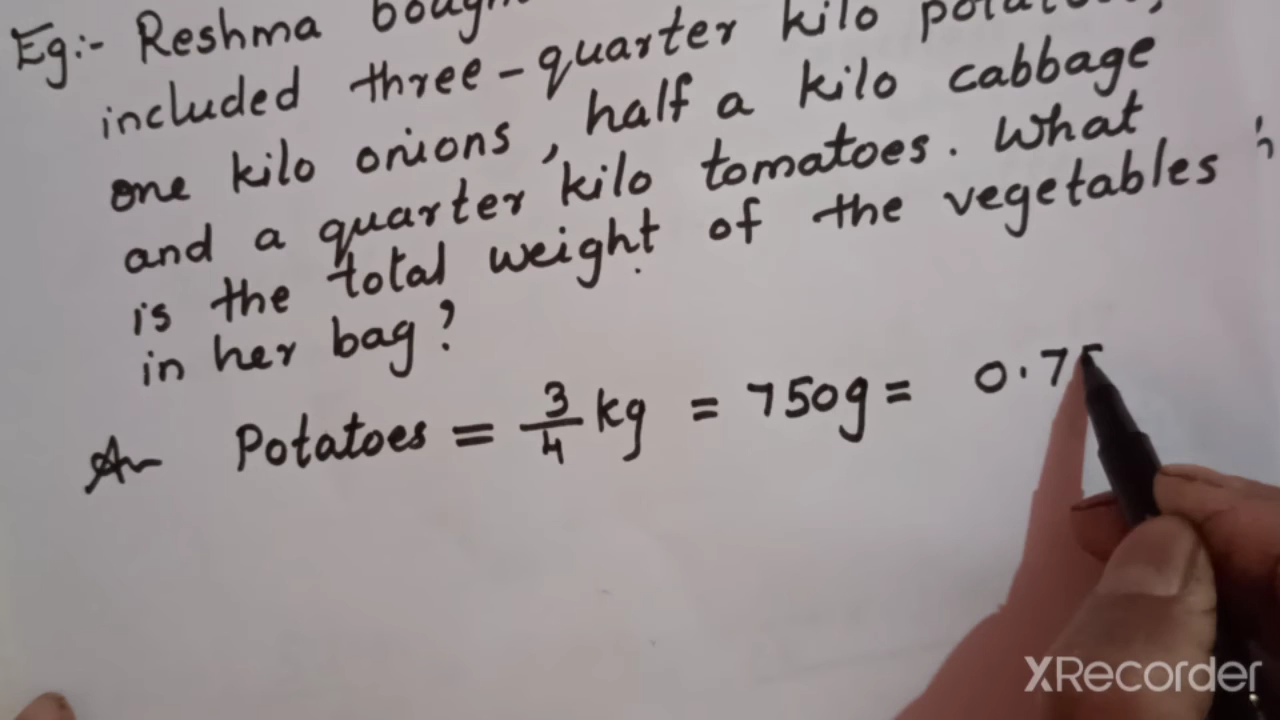 Eg:- Reshma
included three-quarter kilo
one kilo onions, half a kilo cabbage
and a quarter kilo tomatoes. What
is the total weight of the vegetables
in her bag?
Potatoes = 3/4 kg = 750g = 0.75
XRecorder